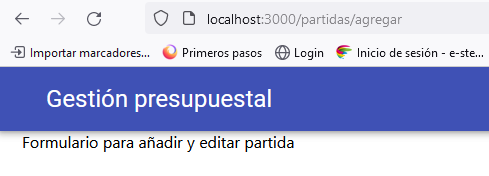 localhost:3000/partidas/agregar
Importar marcadores... Primeros pasos Login Inicio de sesión - e-ste...
Gestión presupuestal
Formulario para añadir y editar partida